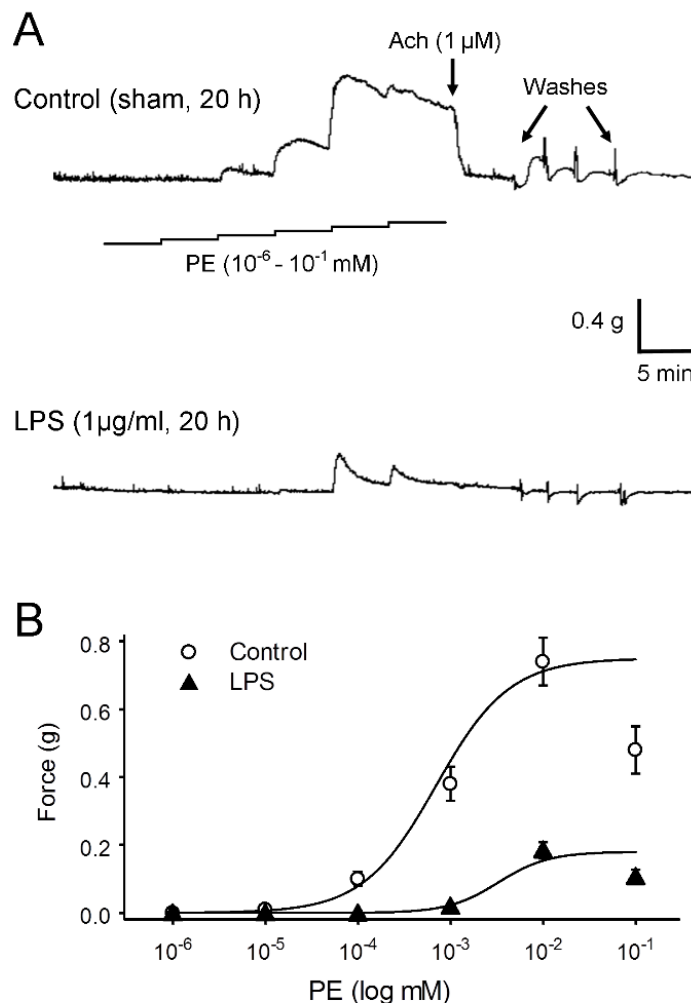 A
Ach (1 µM)
Control (sham, 20 h)
Washes
PE (10⁻⁶ - 10⁻¹ mM)
0.4 g
5 min
LPS (1µg/ml, 20 h)
B
0.8
Control
LPS
0.6
0.4
0.2
0.0
Force (g)
10⁻⁶ 10⁻⁵ 10⁻⁴ 10⁻³ 10⁻² 10⁻¹
PE (log mM)